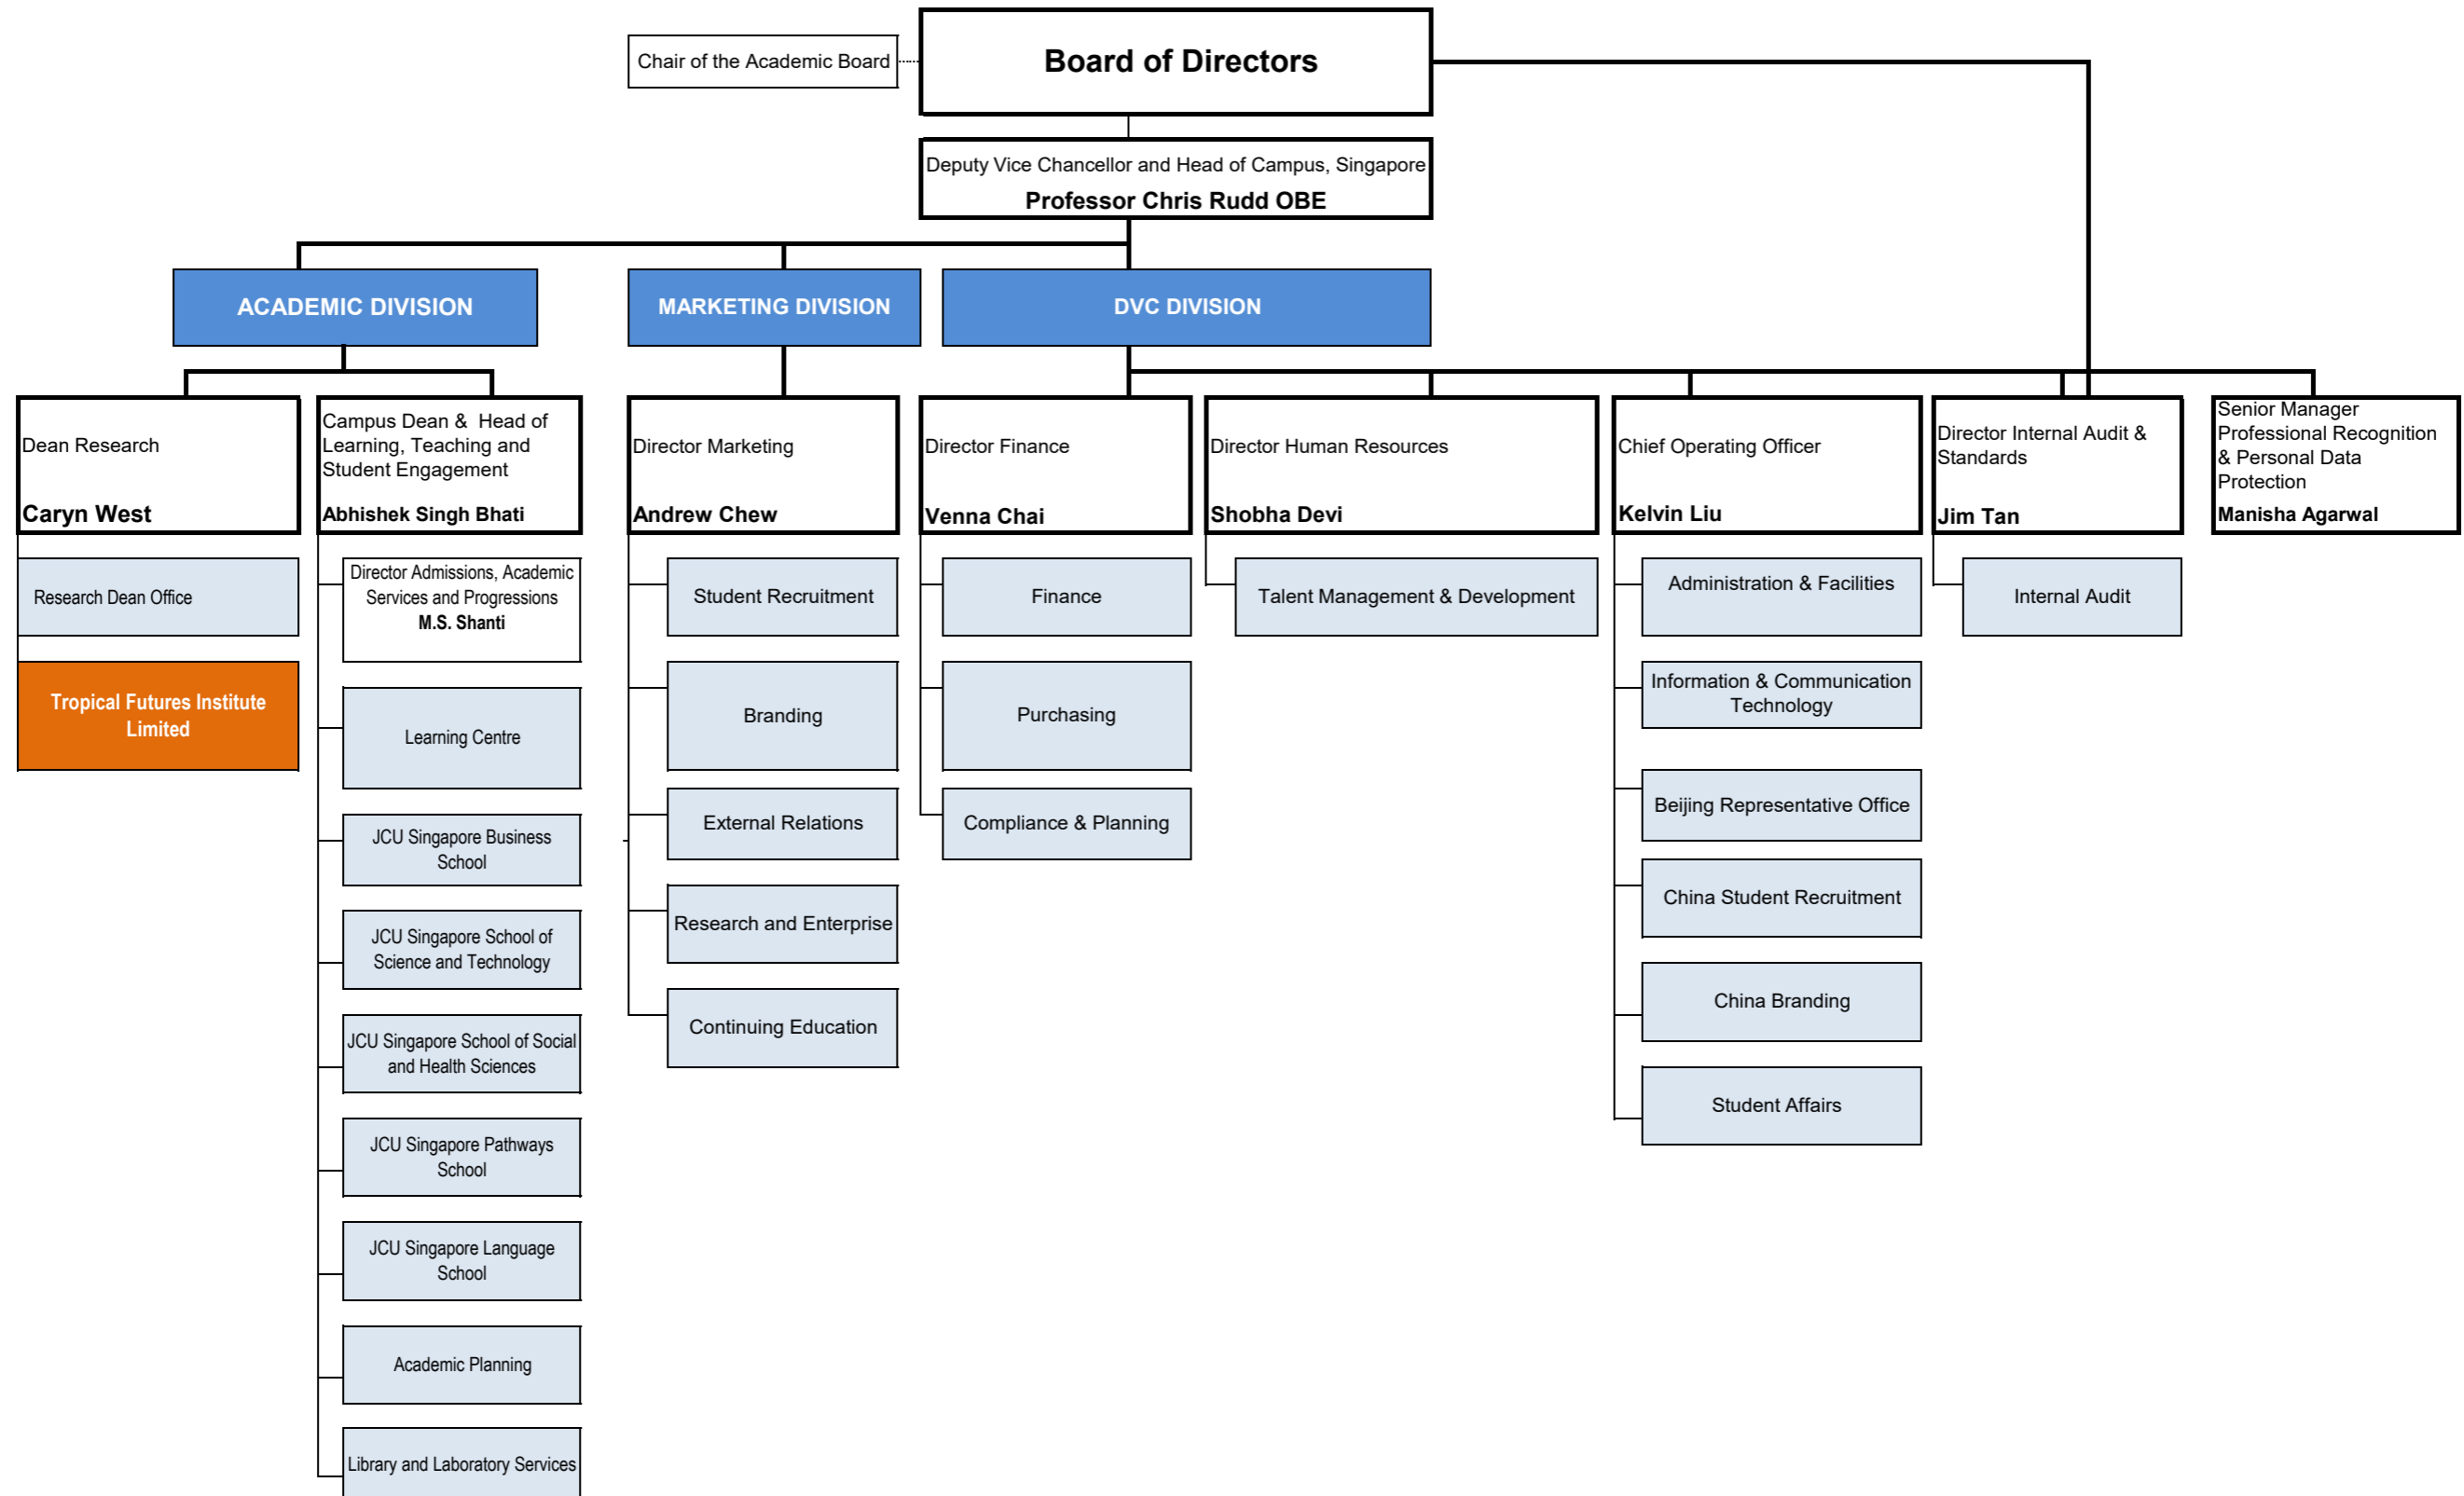 Chair of the Academic Board
Board of Directors
Deputy Vice Chancellor and Head of Campus, Singapore
Professor Chris Rudd OBE
ACADEMIC DIVISION
MARKETING DIVISION
DVC DIVISION
Dean Research
Caryn West
Campus Dean & Head of
Learning, Teaching and
Student Engagement
Abhishek Singh Bhati
Director Marketing
Andrew Chew
Director Finance
Venna Chai
Director Human Resources
Shobha Devi
Chief Operating Officer
Kelvin Liu
Director Internal Audit &
Standards
Jim Tan
Senior Manager
Professional Recognition
& Personal Data
Protection
Manisha Agarwal
Research Dean Office
Tropical Futures Institute
Limited
Director Admissions, Academic
Services and Progressions
M.S. Shanti
Learning Centre
JCU Singapore Business
School
JCU Singapore School of
Science and Technology
JCU Singapore School of Social
and Health Sciences
JCU Singapore Pathways
School
JCU Singapore Language
School
Academic Planning
Library and Laboratory Services
Student Recruitment
Branding
External Relations
Research and Enterprise
Continuing Education
Finance
Purchasing
Compliance & Planning
Talent Management & Development
Administration & Facilities
Information & Communication
Technology
Beijing Representative Office
China Student Recruitment
China Branding
Student Affairs
Internal Audit